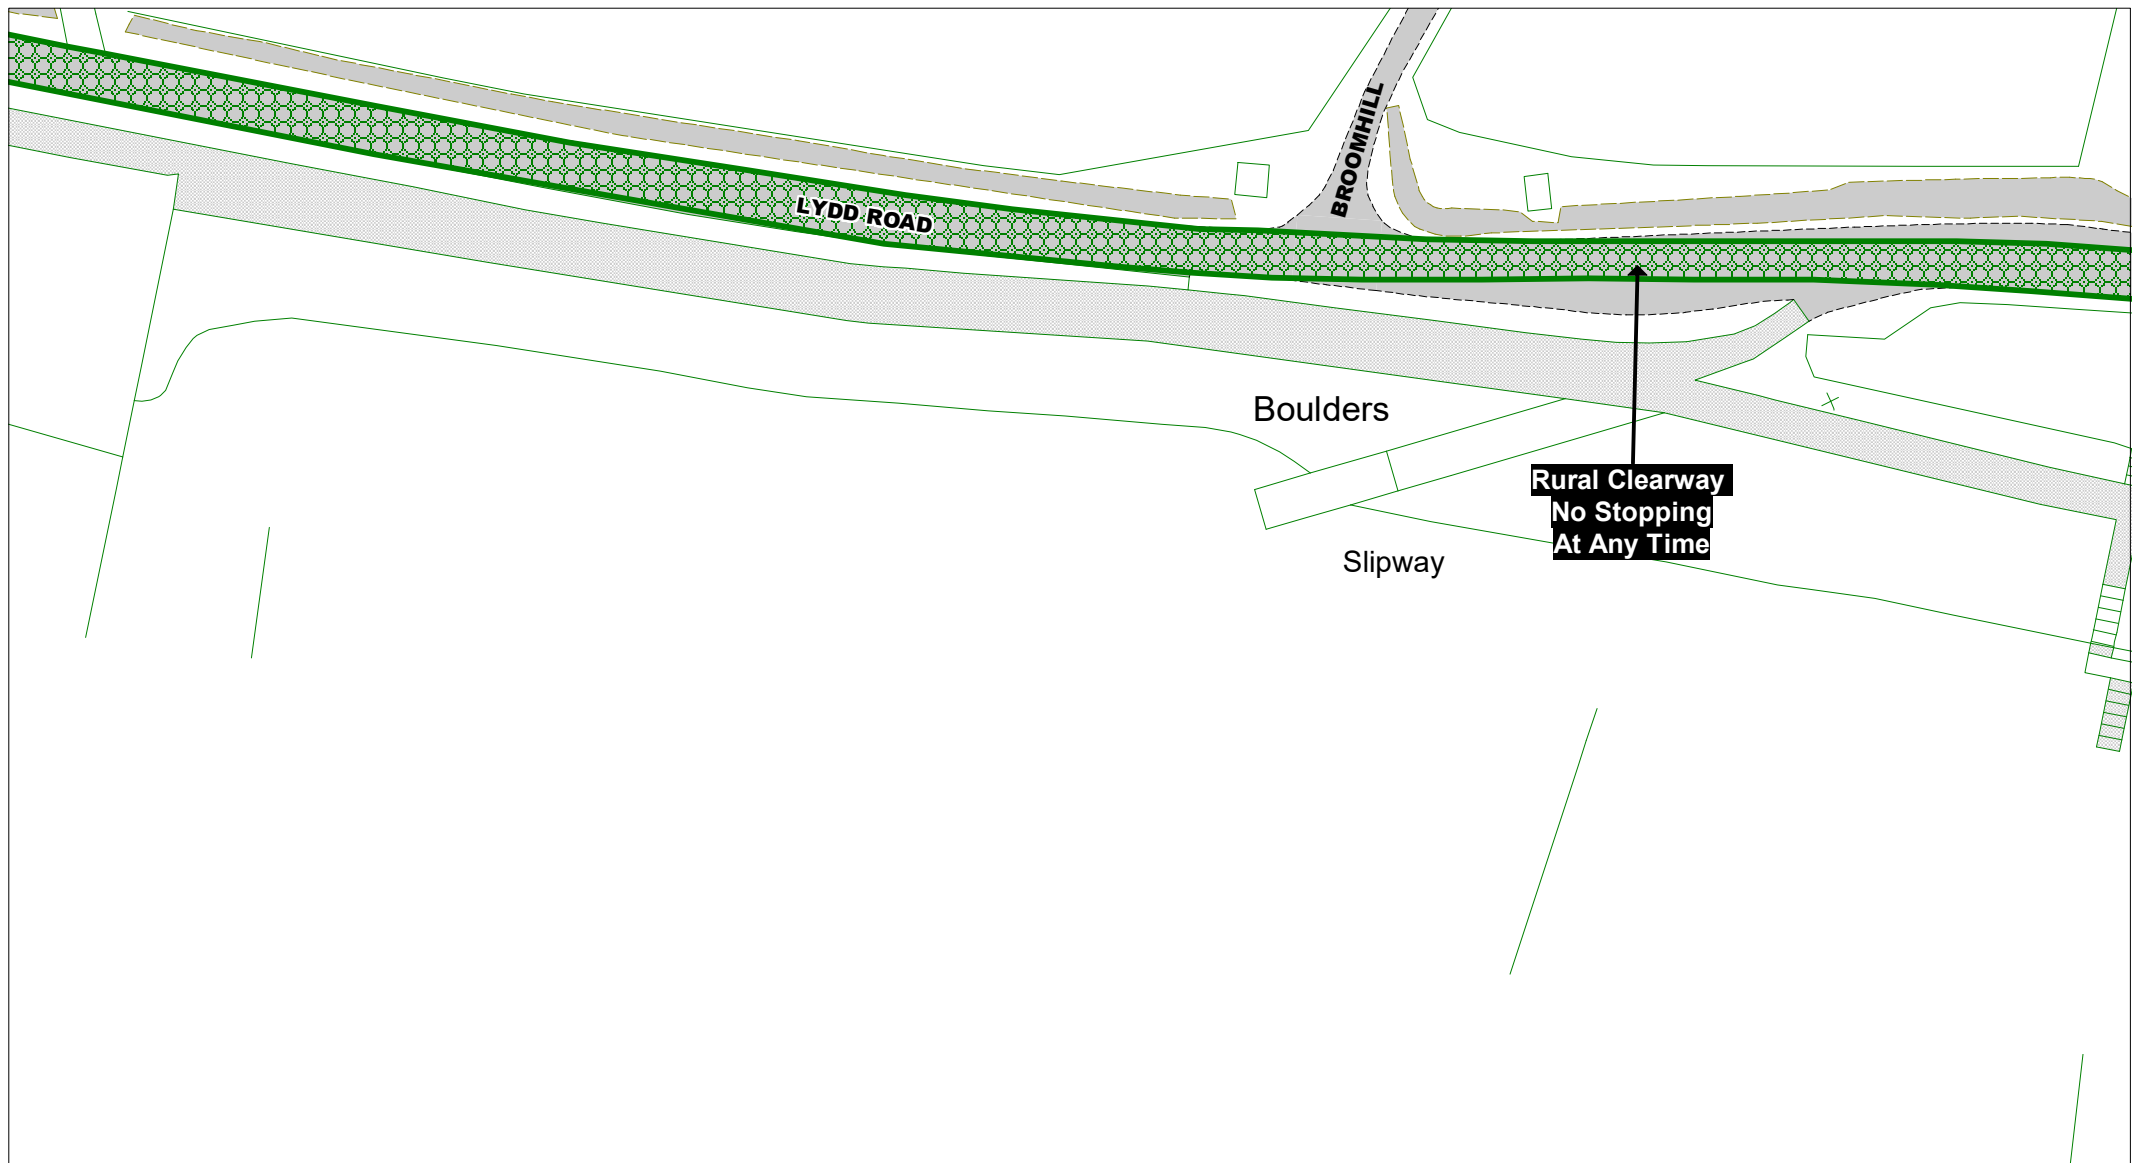 BROOMHILL
LYDD ROAD
Boulders
Rural Clearway
No Stopping
At Any Time
Slipway